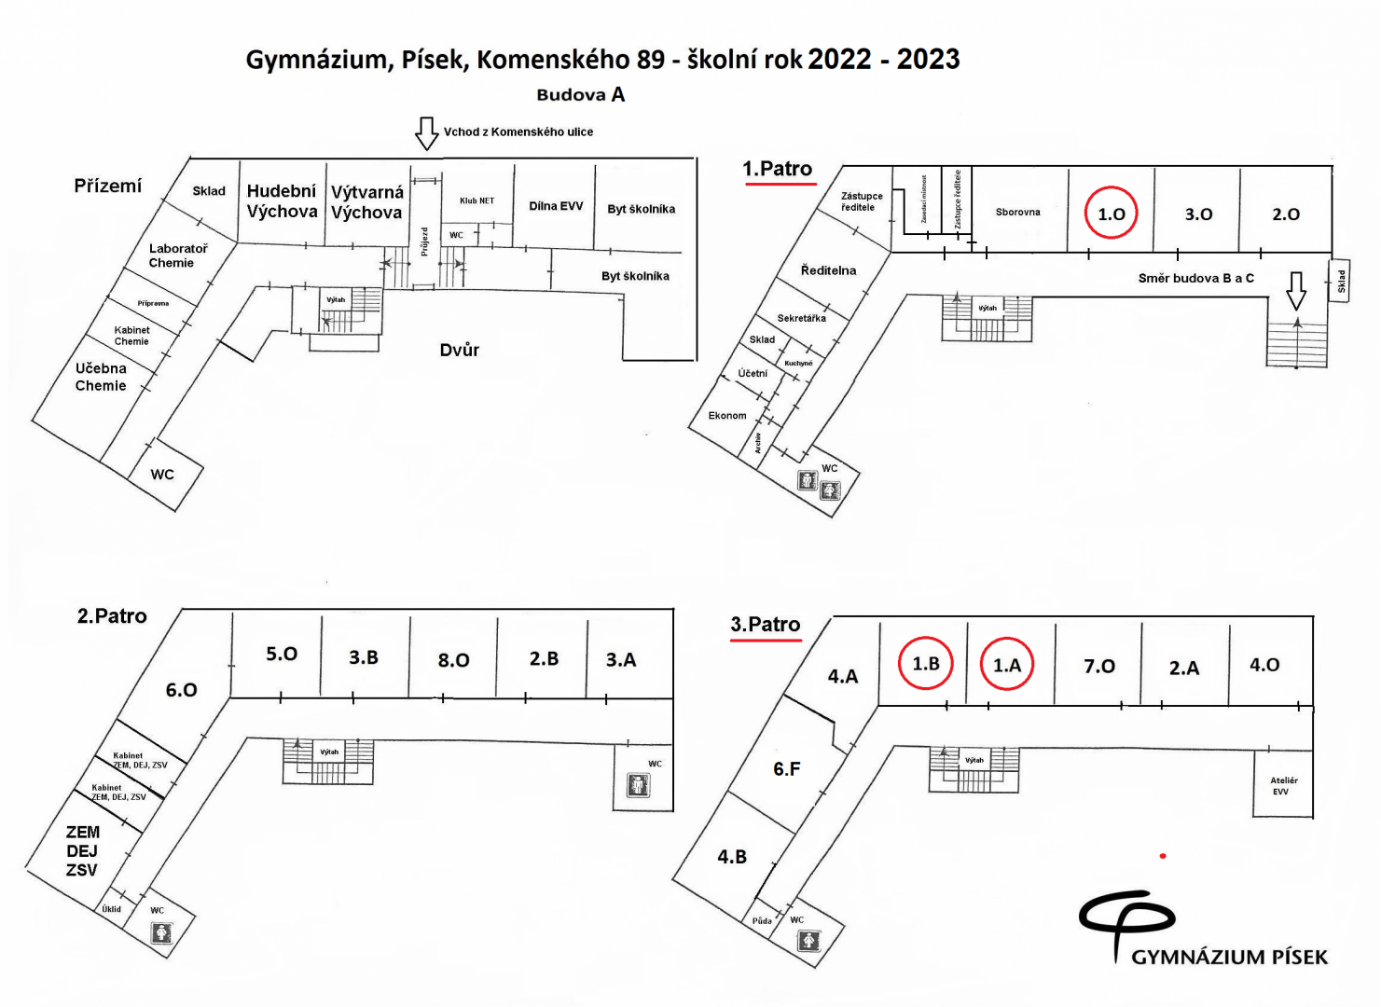 Gymnázium, Písek, Komenského 89 - školní rok 2022 - 2023
Budova A
Vchod z Komenského ulice
Přízemí
Sklad
Hudební
Výchova
Výtvarná
Výchova
Průjezd
Klub NET
WC
Dílna EVV
Byt školníka
Byt školníka
Laboratoř
Chemie
Přípravna
Kabinet
Chemie
Učebna
Chemie
WC
Výtah
Dvůr
1.Patro
Zástupce
ředitele
Zasedací místnost
Zástupce ředitele
Sborovna
1.O
3.O
2.O
Ředitelna
Směr budova B a C
Sklad
Sekretářka
Výtah
Sklad
Kuchyně
Účetní
Ekonom
Archiv
WC
2.Patro
5.O
3.B
8.O
2.B
3.A
6.O
Kabinet
ZEM, DEJ, ZSV
Kabinet
ZEM, DEJ, ZSV
ZEM
DEJ
ZSV
Výtah
WC
Úklid
WC
3.Patro
4.A
1.B
1.A
7.O
2.A
4.O
6.F
4.B
Výtah
Ateliér
EVV
Půda
WC
GYMNÁZIUM PÍSEK